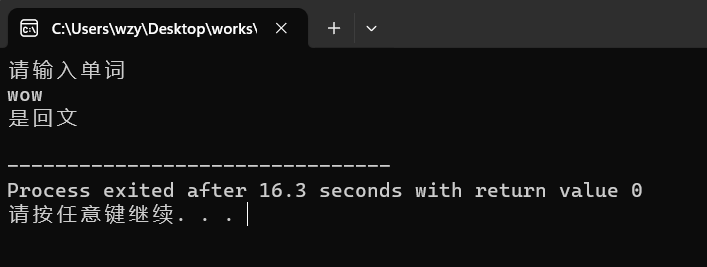 C:\Users\wzy\Desktop\works\
请输入单词
wow
是回文
--------------------------------
Process exited after 16.3 seconds with return value 0
请按任意键继续. . .